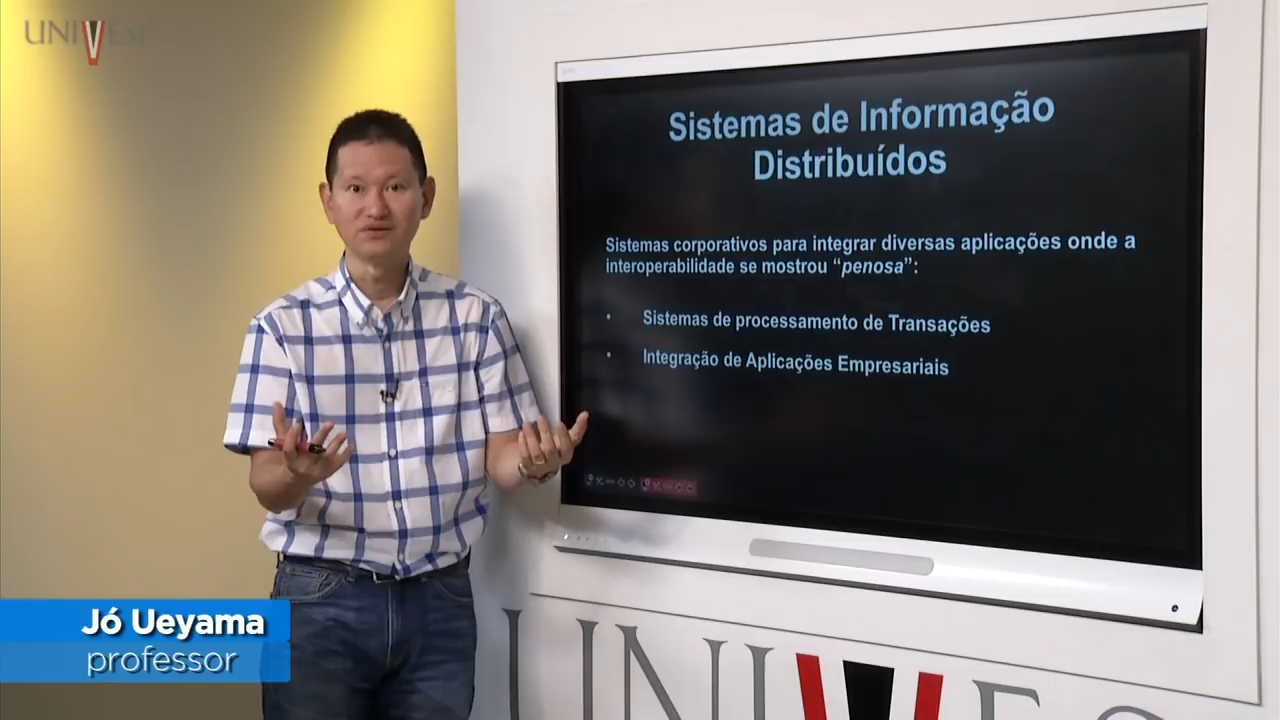 UNIVESP
Sistemas de Informação
Distribuídos
Sistemas corporativos para integrar diversas aplicações onde a
interoperabilidade se mostrou “penosa”:
• Sistemas de processamento de Transações
• Integração de Aplicações Empresariais
Jó Ueyama
professor
UNIVESP